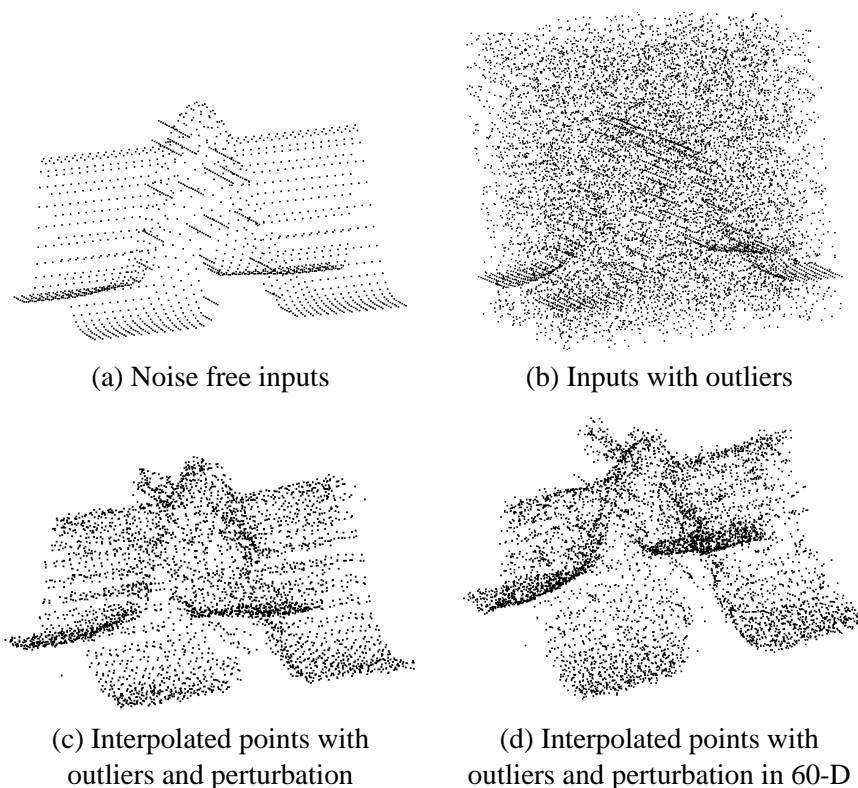 (a) Noise free inputs
(b) Inputs with outliers
(c) Interpolated points with
outliers and perturbation
(d) Interpolated points with
outliers and perturbation in 60-D